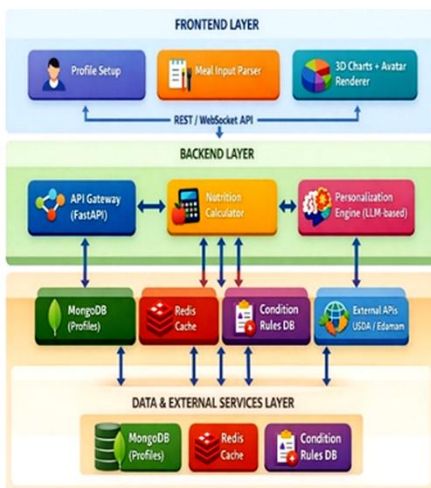 FRONTEND LAYER
Profile Setup
Meal Input Parser
3D Charts + Avatar
Renderer
REST / WebSocket API
BACKEND LAYER
API Gateway
(FastAPI)
Nutrition
Calculator
Personalization
Engine (LLM-based)
MongoDB
(Profiles)
Redis
Cache
Condition
Rules DB
External APIs
USDA / Edamam
DATA & EXTERNAL SERVICES LAYER
MongoDB
(Profiles)
Redis
Cache
Condition
Rules DB